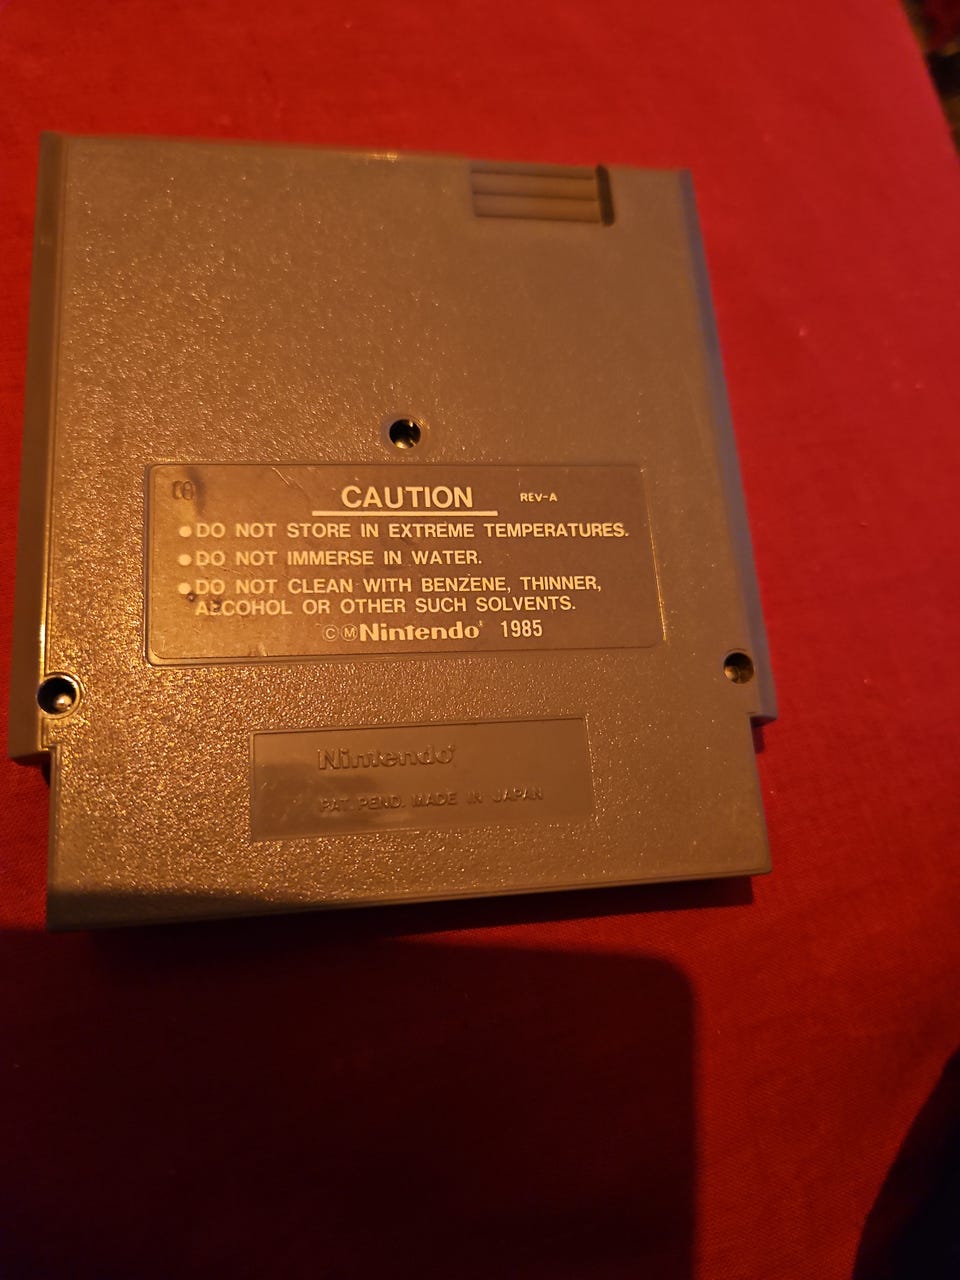 CAUTION REV-A
●DO NOT STORE IN EXTREME TEMPERATURES.
●DO NOT IMMERSE IN WATER.
●DO NOT CLEAN WITH BENZENE, THINNER,
ALCOHOL OR OTHER SUCH SOLVENTS.
ⒸⓂNintendo® 1985
Nintendo®
PAT. PEND. MADE IN JAPAN